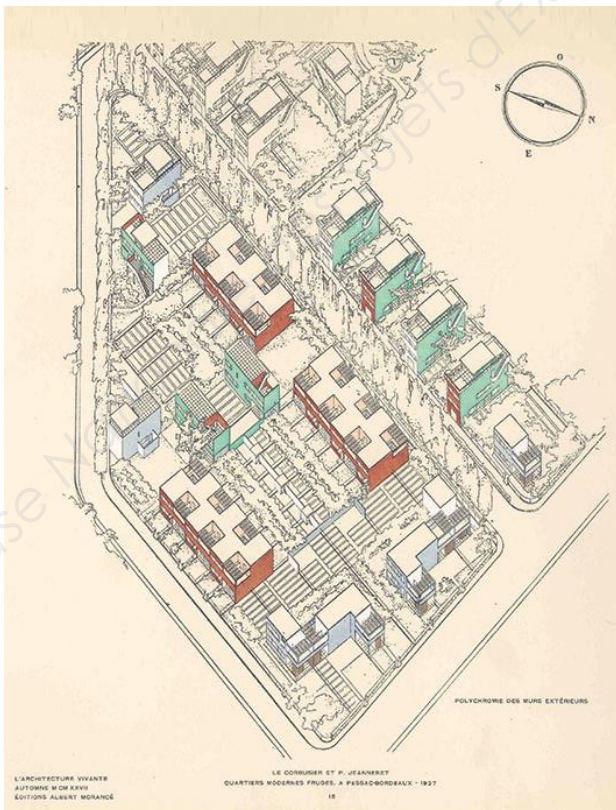 O
S
N
E
POLYCHROMIE DES MURS EXTÉRIEURS
L'ARCHITECTURE VIVANTE
AUTOMNE MCMXXVII
ÉDITIONS ALBERT MORANCÉ
LE CORBUSIER ET P. JEANNERET
QUARTIERS MODERNES FRUGÈS, A PESSAC-BORDEAUX - 1927
15